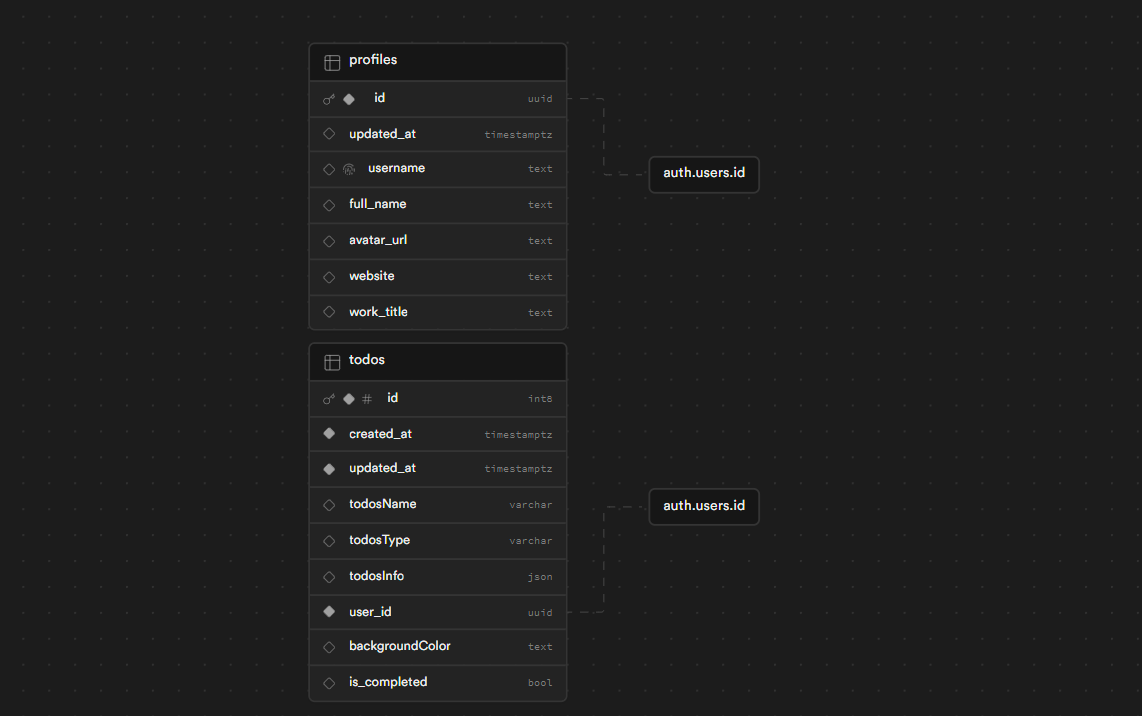 profiles
id uuid
updated_at timestamptz
username text
full_name text
avatar_url text
website text
work_title text
auth.users.id
todos
# id int8
created_at timestamptz
updated_at timestamptz
todosName varchar
todosType varchar
todosInfo json
user_id uuid
backgroundColor text
is_completed bool
auth.users.id